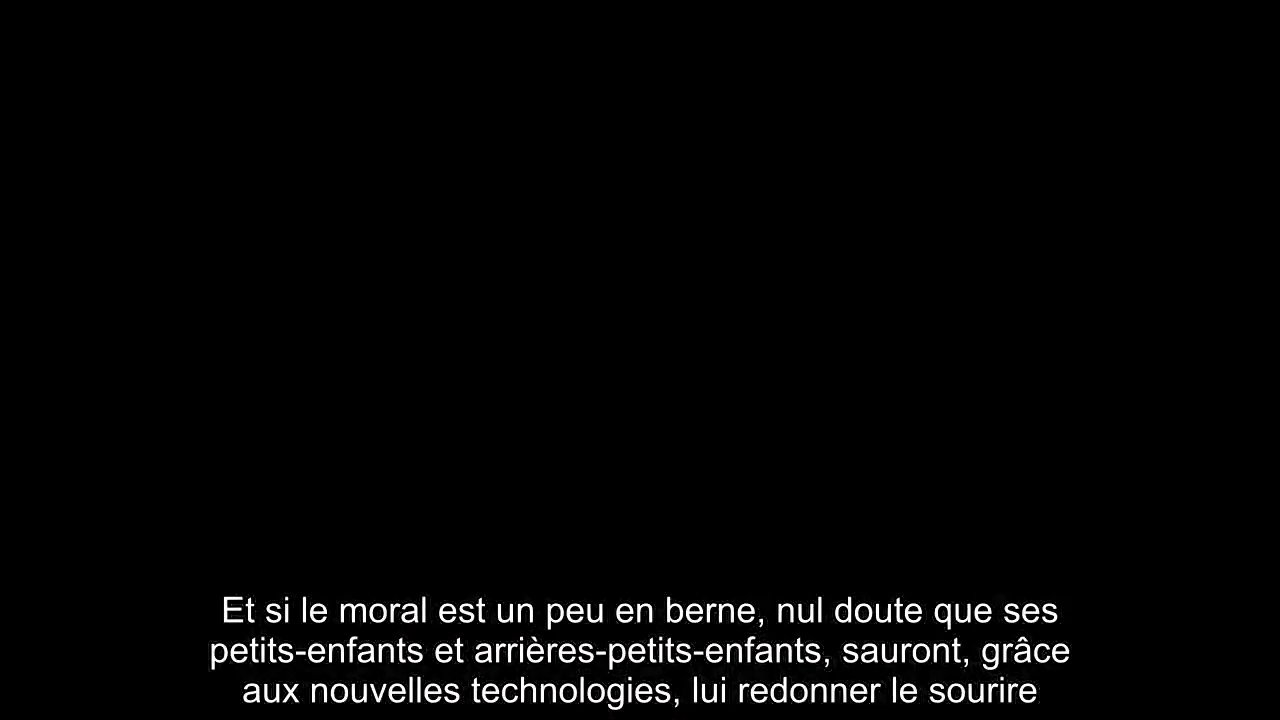 Et si le moral est un peu en berne, nul doute que ses
petits-enfants et arrières-petits-enfants, sauront, grâce
aux nouvelles technologies, lui redonner le sourire